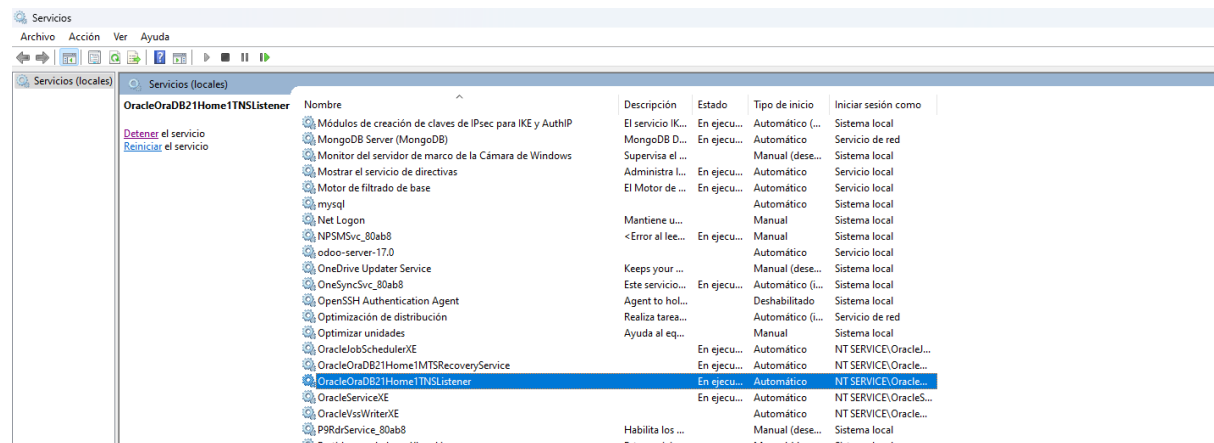 Servicios
Archivo Acción Ver Ayuda
Servicios (locales)
Servicios (locales)
OracleOraDB21Home1TNSListener
Detener el servicio
Reiniciar el servicio
Nombre Descripción Estado Tipo de inicio Iniciar sesión como
Módulos de creación de claves de IPsec para IKE y AuthIP El servicio IK... En ejecu... Automático (... Sistema local
MongoDB Server (MongoDB) MongoDB D... En ejecu... Automático Servicio de red
Monitor del servidor de marco de la Cámara de Windows Supervisa el ... Manual (dese... Sistema local
Mostrar el servicio de directivas Administra l... En ejecu... Automático Servicio local
Motor de filtrado de base El Motor de ... En ejecu... Automático Servicio local
mysql Automático Sistema local
Net Logon Mantiene u... Manual Sistema local
NPSMSvc_80ab8 <Error al lee... En ejecu... Manual Sistema local
odoo-server-17.0 Automático Servicio local
OneDrive Updater Service Keeps your ... Manual (dese... Sistema local
OneSyncSvc_80ab8 Este servicio... En ejecu... Automático (i... Sistema local
OpenSSH Authentication Agent Agent to hol... Deshabilitado Sistema local
Optimización de distribución Realiza tarea... Automático (i... Servicio de red
Optimizar unidades Ayuda al eq... Manual Sistema local
OracleJobSchedulerXE En ejecu... Automático NT SERVICE\OracleJ...
OracleOraDB21Home1MTSRecoveryService En ejecu... Automático NT SERVICE\Oracle...
OracleOraDB21Home1TNSListener En ejecu... Automático NT SERVICE\Oracle...
OracleServiceXE En ejecu... Automático NT SERVICE\OracleS...
OracleVssWriterXE Automático NT SERVICE\Oracle...
P9RdrService_80ab8 Habilita los ... Manual (dese... Sistema local